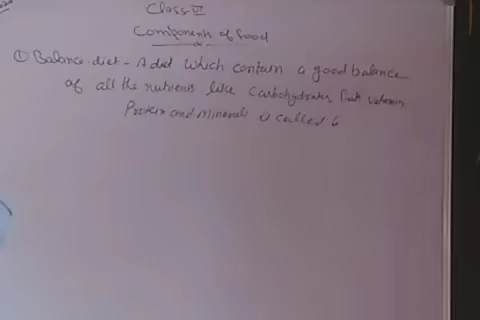 Class-VI
Components of food
① Balance diet - A diet which contain a good balance
of all the nutrients like Carbohydrates, Fat, vitamin,
Protein and mineral is called b